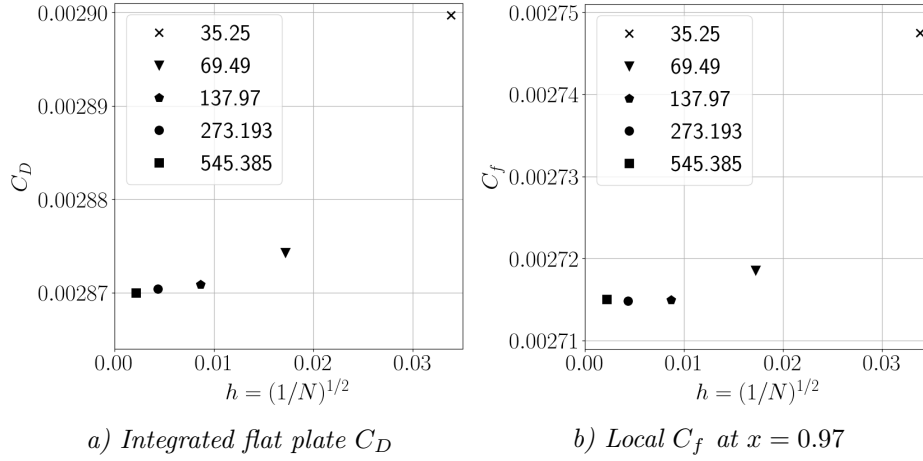 0.00290
0.00289
0.00288
0.00287
C_D
35.25
69.49
137.97
273.193
545.385
0.00 0.01 0.02 0.03
h = (1/N)^{1/2}
a) Integrated flat plate C_D
0.00275
0.00274
0.00273
0.00272
0.00271
C_f
35.25
69.49
137.97
273.193
545.385
0.00 0.01 0.02 0.03
h = (1/N)^{1/2}
b) Local C_f at x = 0.97